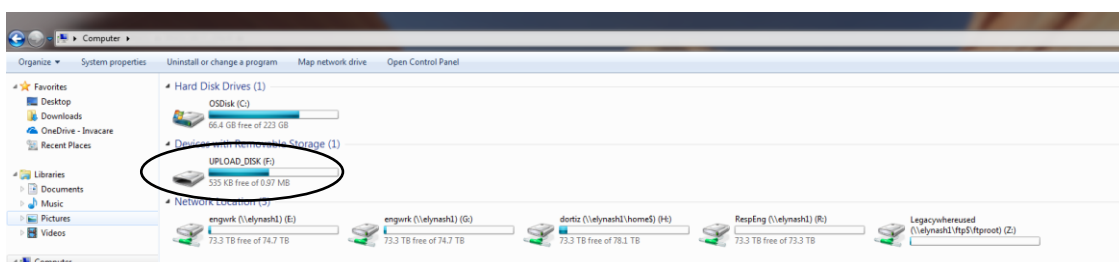 Computer
Organize
System properties
Uninstall or change a program
Map network drive
Open Control Panel
Favorites
Desktop
Downloads
OneDrive - Invacare
Recent Places
Libraries
Documents
Music
Pictures
Videos
Computer
Hard Disk Drives (1)
OSDisk (C:)
66.4 GB free of 223 GB
Devices with Removable Storage (1)
UPLOAD_DISK (F:)
535 KB free of 0.97 MB
Network Location (5)
engwrk (\\elynash1) (E:)
73.3 TB free of 74.7 TB
engwrk (\\elynash1) (G:)
73.3 TB free of 74.7 TB
dortiz (\\elynash1\home$) (H:)
73.3 TB free of 78.1 TB
RespEng (\\elynash1) (R:)
73.3 TB free of 73.3 TB
Legacywhereused
(\\elynash1\ftp$\ftproot) (Z:)